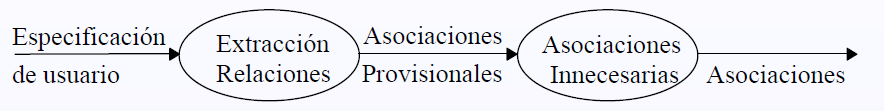 Especificación
de usuario
Extracción
Relaciones
Asociaciones
Provisionales
Asociaciones
Innecesarias
Asociaciones